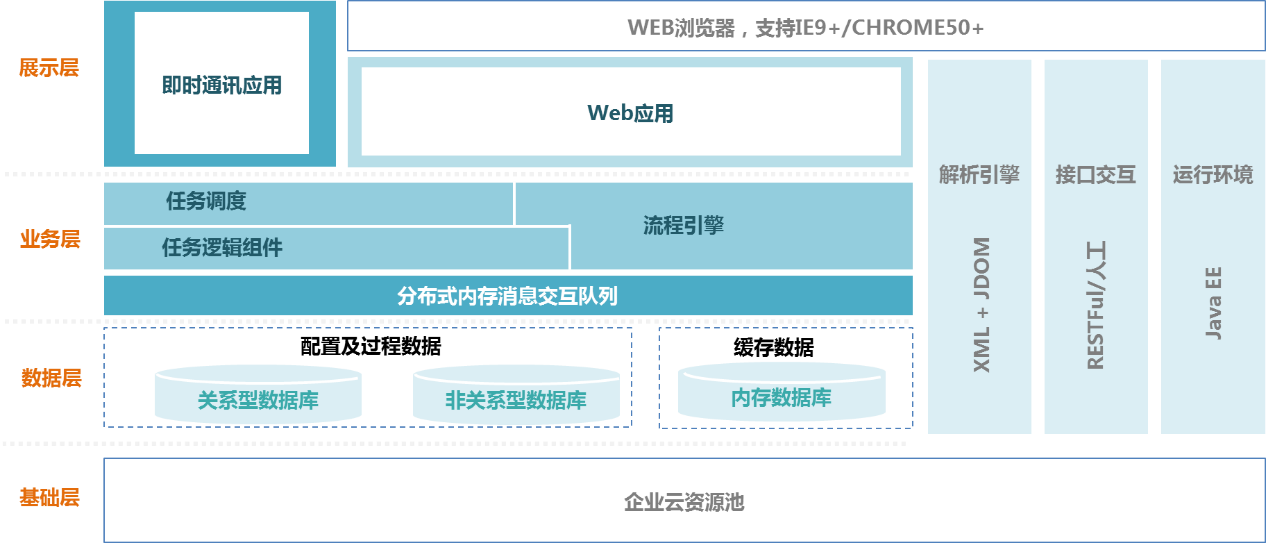 WEB浏览器，支持IE9+/CHROME50+
展示层
即时通讯应用
Web应用
解析引擎
XML + JDOM
接口交互
RESTFul/丫工
运行环境
Java EE
业务层
任务调度
流程引擎
任务逻辑组件
分布式内存消息交互队列
数据层
配置及过程数据
关系型数据库
非关系型数据库
缓存数据
内存数据库
基础层
企业云资源池